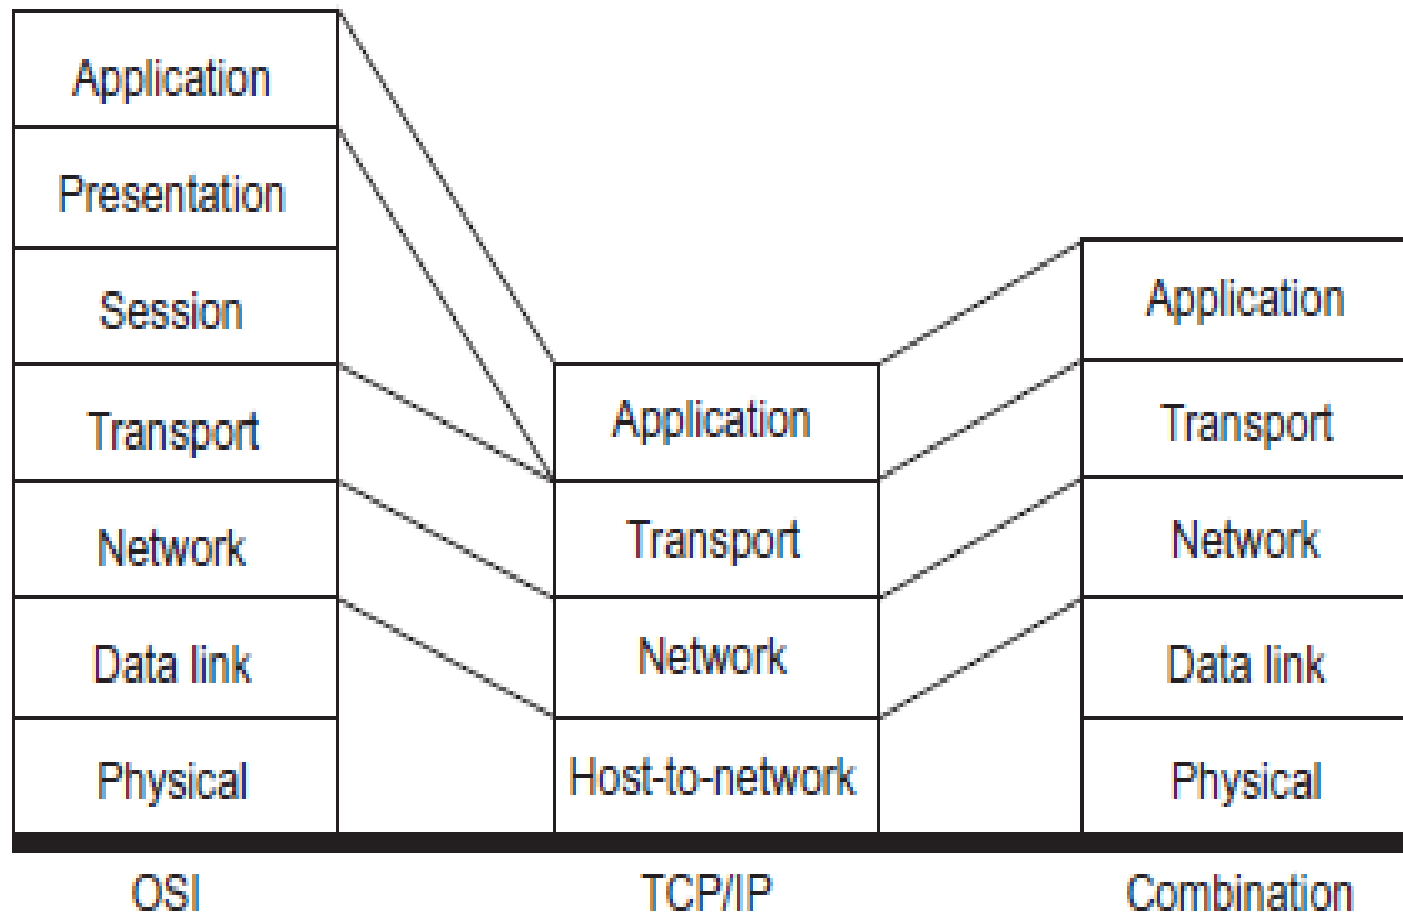 Application
Presentation
Session
Transport
Network
Data link
Physical
OSI
Application
Transport
Network
Host-to-network
TCP/IP
Application
Transport
Network
Data link
Physical
Combination